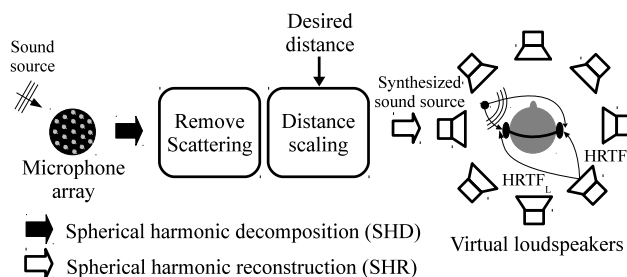 Sound
source
Microphone
array
Remove
Scattering
Desired
distance
Distance
scaling
Synthesized
sound source
HRTF
HRTF
L
Virtual loudspeakers
Spherical harmonic decomposition (SHD)
Spherical harmonic reconstruction (SHR)